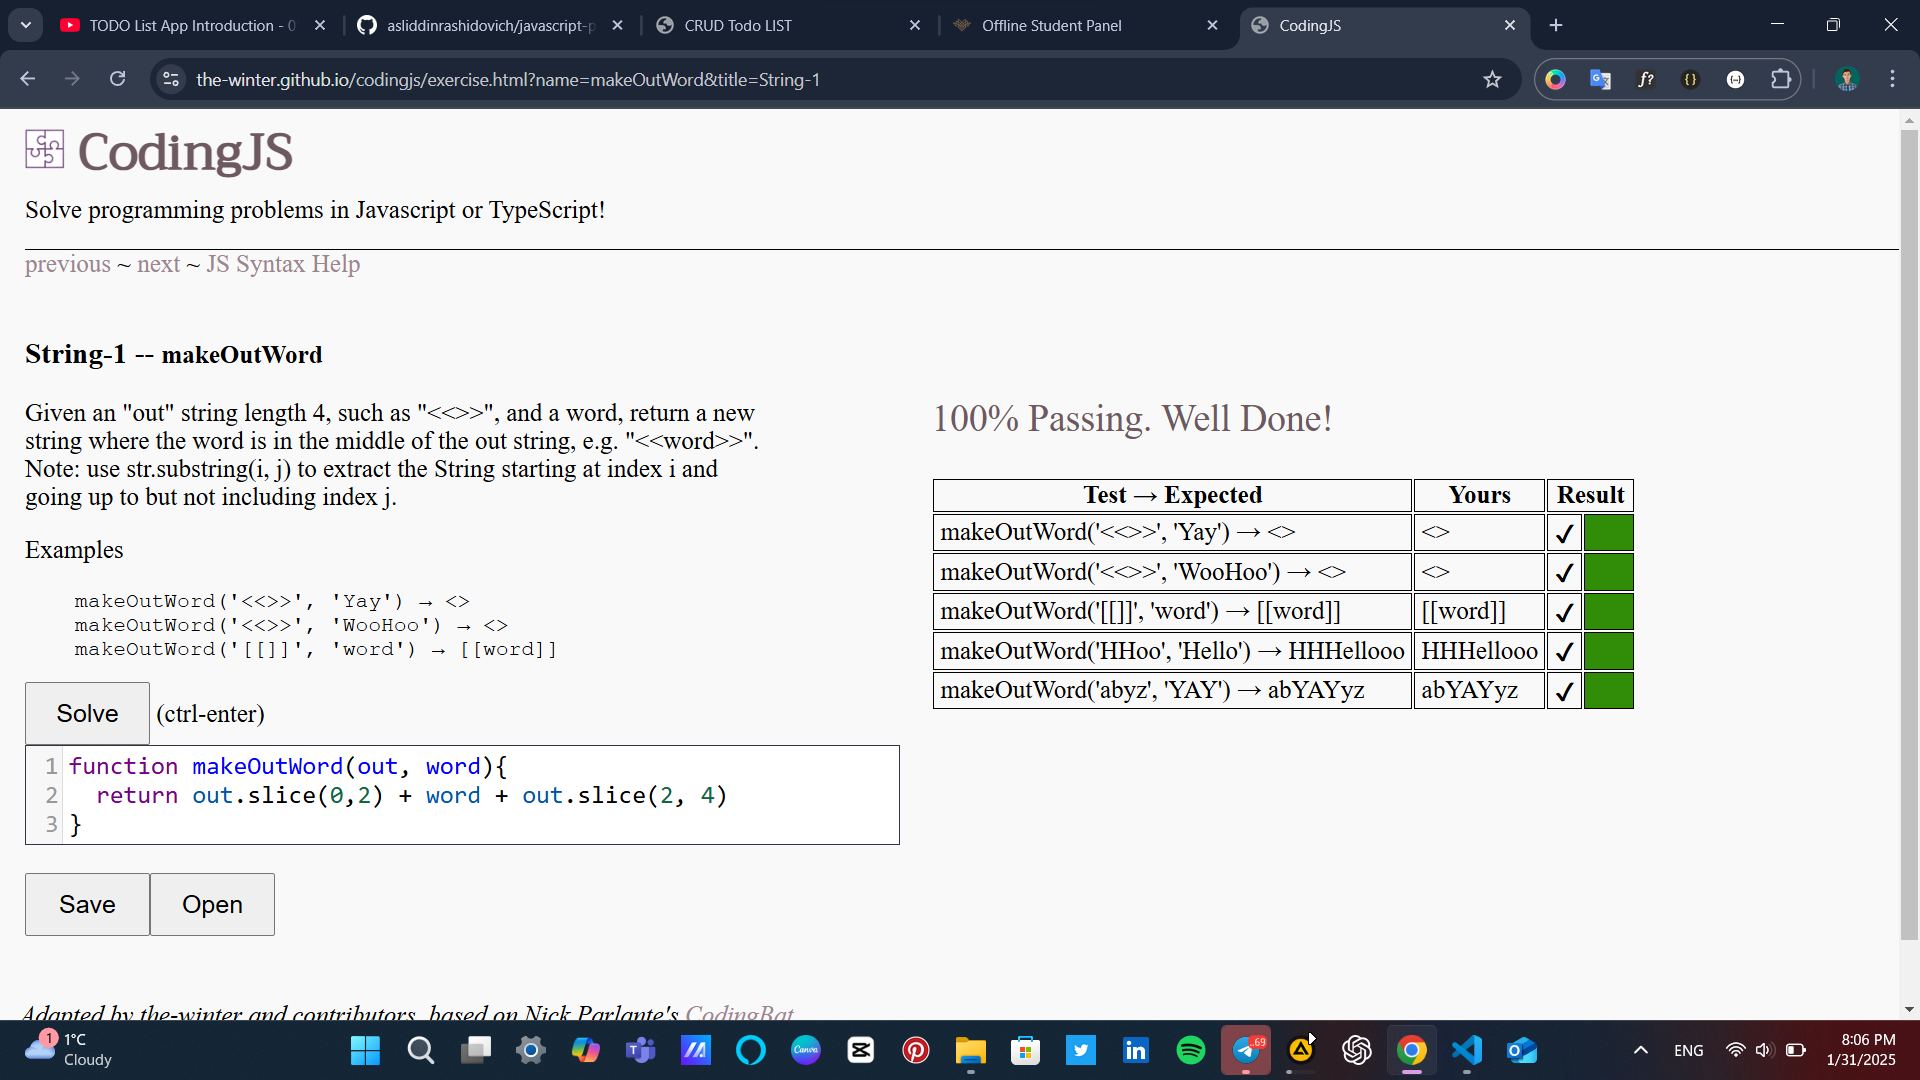 TODO List App Introduction - 0
asliddinrashidovich/javascript-p
CRUD Todo LIST
Offline Student Panel
CodingJS
the-winter.github.io/codingjs/exercise.html?name=makeOutWord&title=String-1
CodingJS
Solve programming problems in Javascript or TypeScript!
previous ~ next ~ JS Syntax Help
String-1 -- makeOutWord
Given an "out" string length 4, such as "<<>>", and a word, return a new
string where the word is in the middle of the out string, e.g. "<<word>>".
Note: use str.substring(i, j) to extract the String starting at index i and
going up to but not including index j.
Examples
makeOutWord('<<>>', 'Yay') → <>
makeOutWord('<<>>', 'WooHoo') → <>
makeOutWord('[[]]', 'word') → [[word]]
Solve (ctrl-enter)
1 function makeOutWord(out, word){
2 return out.slice(0,2) + word + out.slice(2, 4)
3 }
Save Open
100% Passing. Well Done!
Test → Expected Yours Result
makeOutWord('<<>>', 'Yay') → <> <> ✓
makeOutWord('<<>>', 'WooHoo') → <> <> ✓
makeOutWord('[[]]', 'word') → [[word]] [[word]] ✓
makeOutWord('HHoo', 'Hello') → HHHellooo HHHellooo ✓
makeOutWord('abyz', 'YAY') → abYAYyz abYAYyz ✓
Adapted by the-winter and contributors, based on Nick Parlante's CodingBat
1
1°C
Cloudy
Canva
69
ENG
8:06 PM
1/31/2025